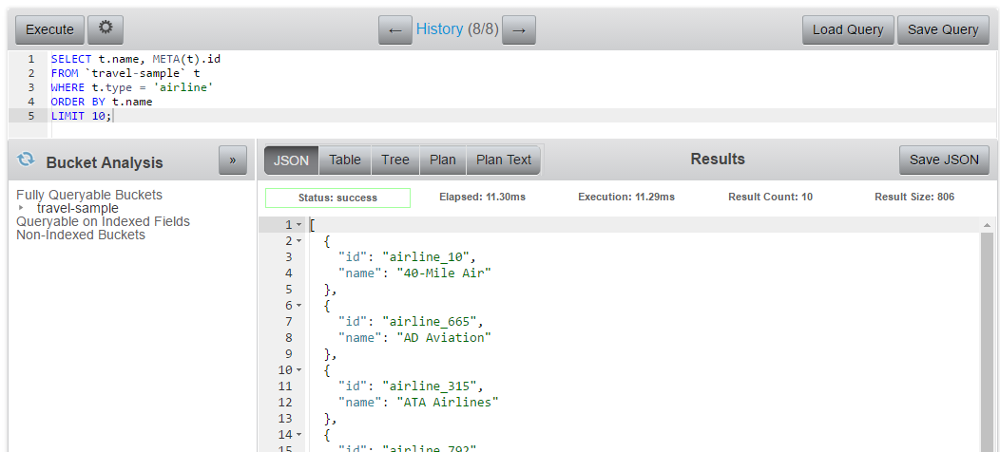 Execute
← History (8/8) →
Load Query Save Query
1 SELECT t.name, META(t).id
2 FROM `travel-sample` t
3 WHERE t.type = 'airline'
4 ORDER BY t.name
5 LIMIT 10;
Bucket Analysis »
Fully Queryable Buckets
travel-sample
Queryable on Indexed Fields
Non-Indexed Buckets
JSON Table Tree Plan Plan Text Results Save JSON
Status: success Elapsed: 11.30ms Execution: 11.29ms Result Count: 10 Result Size: 806
1 [
2 {
3 "id": "airline_10",
4 "name": "40-Mile Air"
5 },
6 {
7 "id": "airline_665",
8 "name": "AD Aviation"
9 },
10 {
11 "id": "airline_315",
12 "name": "ATA Airlines"
13 },
14 {
15 "id": "airline_792",